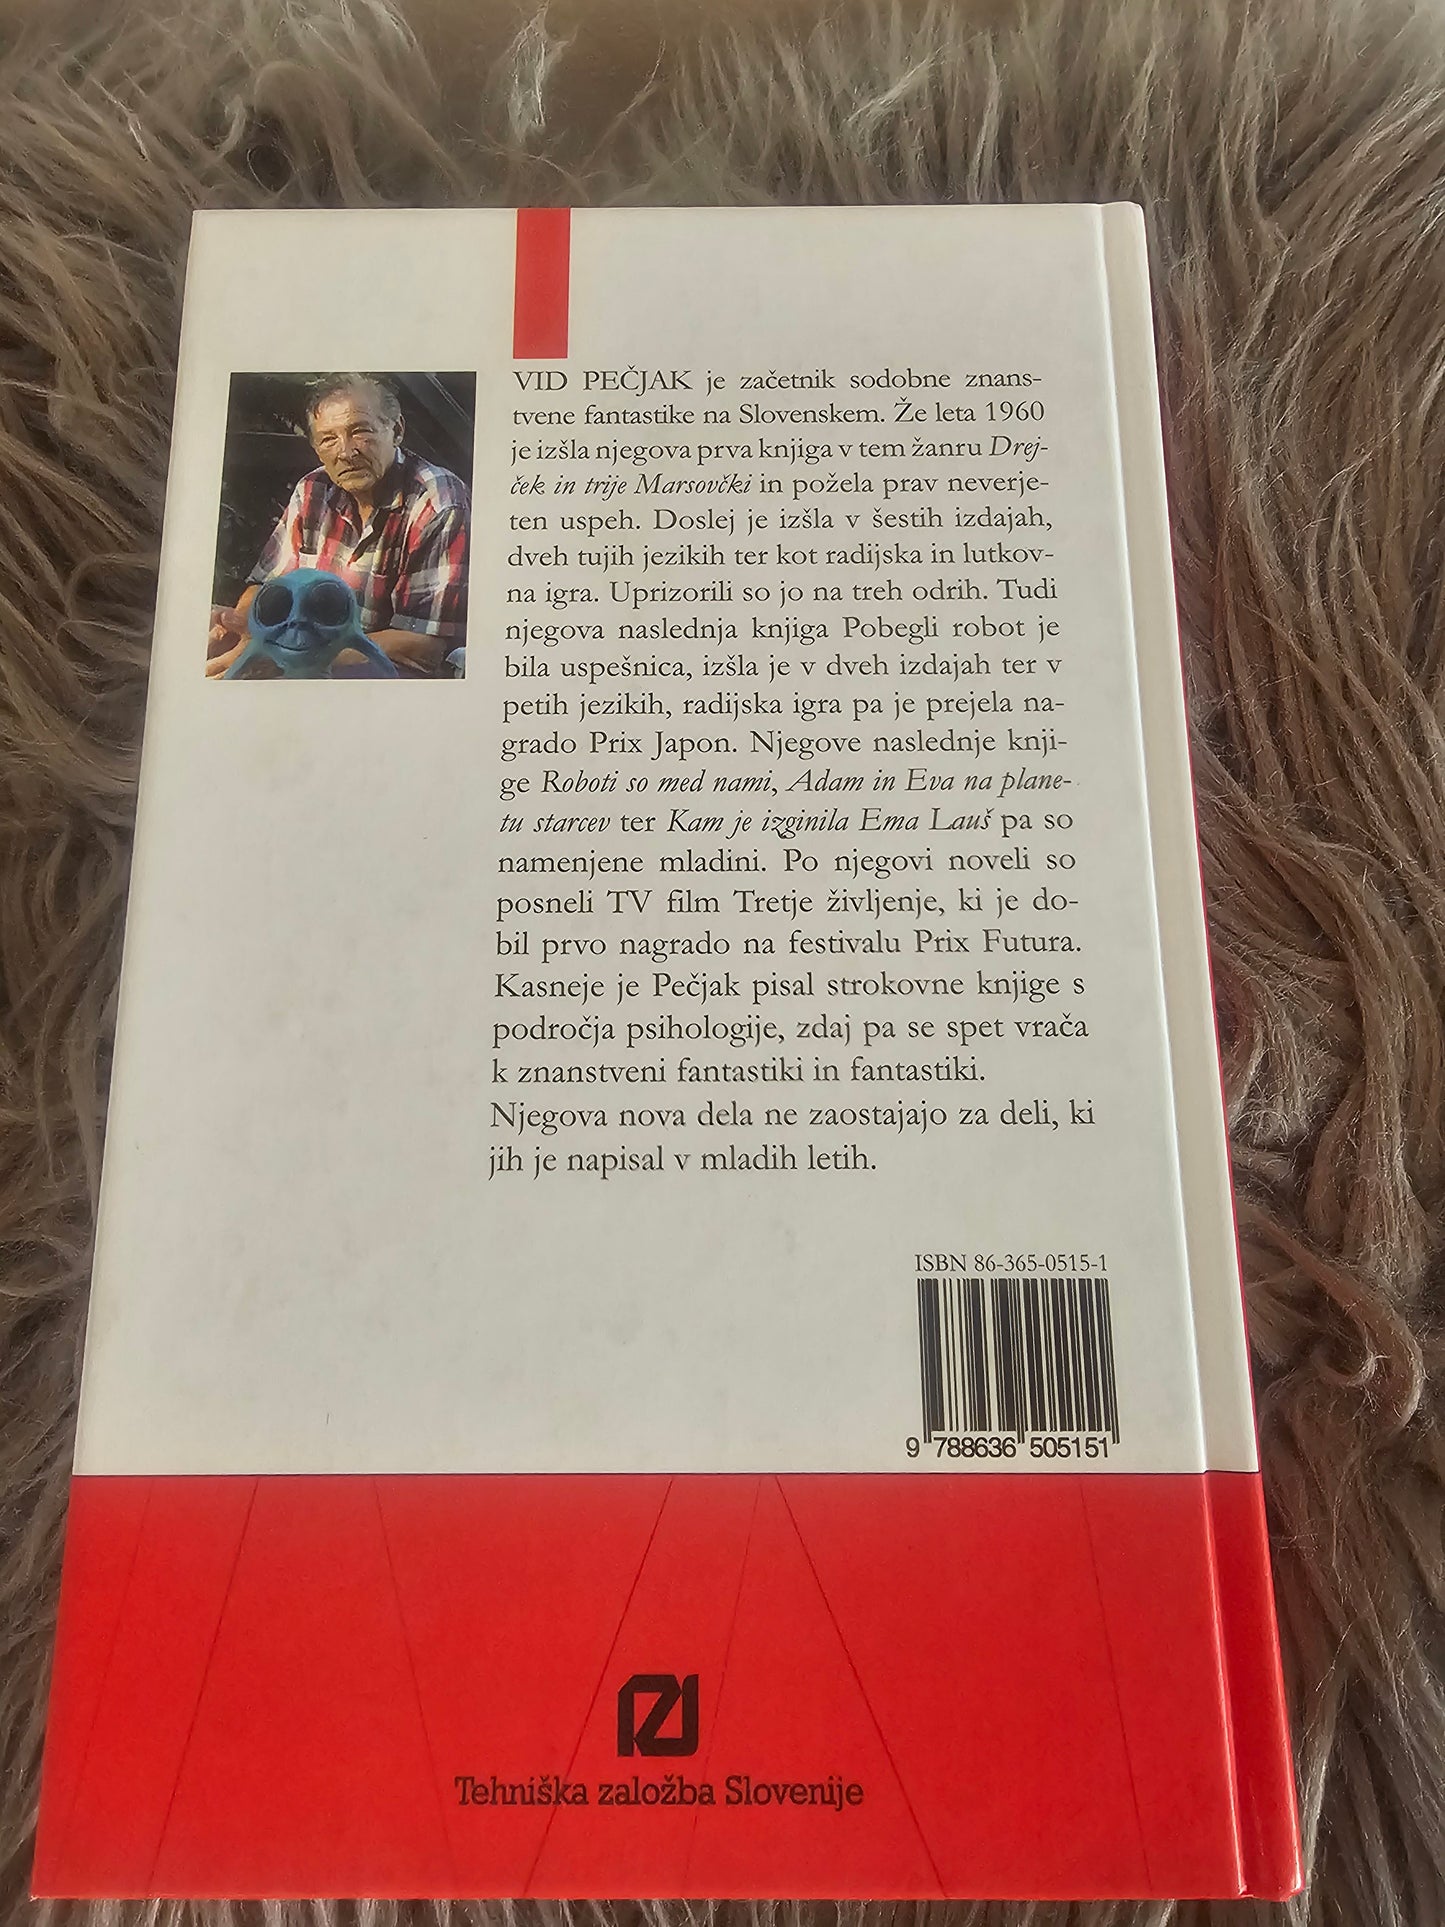 VID PEČJAK je začetnik sodobne znans-
tvene fantastike na Slovenskem. Že leta 1960
je izšla njegova prva knjiga v tem žanru Drej-
ček in trije Marsovčki in požela prav neverje-
ten uspeh. Doslej je izšla v šestih izdajah,
dveh tujih jezikih ter kot radijska in lutkov-
na igra. Uprizorili so jo na treh odrih. Tudi
njegova naslednja knjiga Pobegli robot je
bila uspešnica, izšla je v dveh izdajah ter v
petih jezikih, radijska igra pa je prejela na-
grado Prix Japon. Njegove naslednje knji-
ge Roboti so med nami, Adam in Eva na plane-
tu starcev ter Kam je izginila Ema Lauš pa so
namenjene mladini. Po njegovi noveli so
posneli TV film Tretje življenje, ki je do-
bil prvo nagrado na festivalu Prix Futura.
Kasneje je Pečjak pisal strokovne knjige s
področja psihologije, zdaj pa se spet vrača
k znanstveni fantastiki in fantastiki.
Njegova nova dela ne zaostajajo za deli, ki
jih je napisal v mladih letih.
ISBN 86-365-0515-1
9 788636 505151
Tehniška založba Slovenije